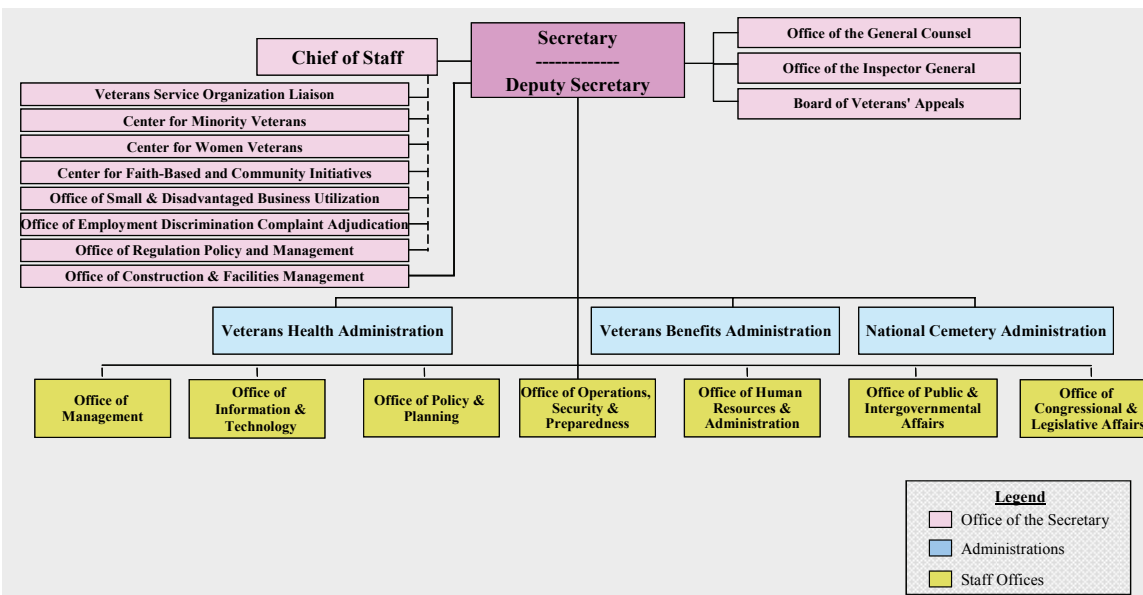 Secretary
-------------
Deputy Secretary
Chief of Staff
Office of the General Counsel
Office of the Inspector General
Board of Veterans' Appeals
Veterans Service Organization Liaison
Center for Minority Veterans
Center for Women Veterans
Center for Faith-Based and Community Initiatives
Office of Small & Disadvantaged Business Utilization
Office of Employment Discrimination Complaint Adjudication
Office of Regulation Policy and Management
Office of Construction & Facilities Management
Veterans Health Administration
Veterans Benefits Administration
National Cemetery Administration
Office of
Management
Office of
Information &
Technology
Office of Policy &
Planning
Office of Operations,
Security &
Preparedness
Office of Human
Resources &
Administration
Office of Public &
Intergovernmental
Affairs
Office of
Congressional &
Legislative Affairs
Legend
Office of the Secretary
Administrations
Staff Offices